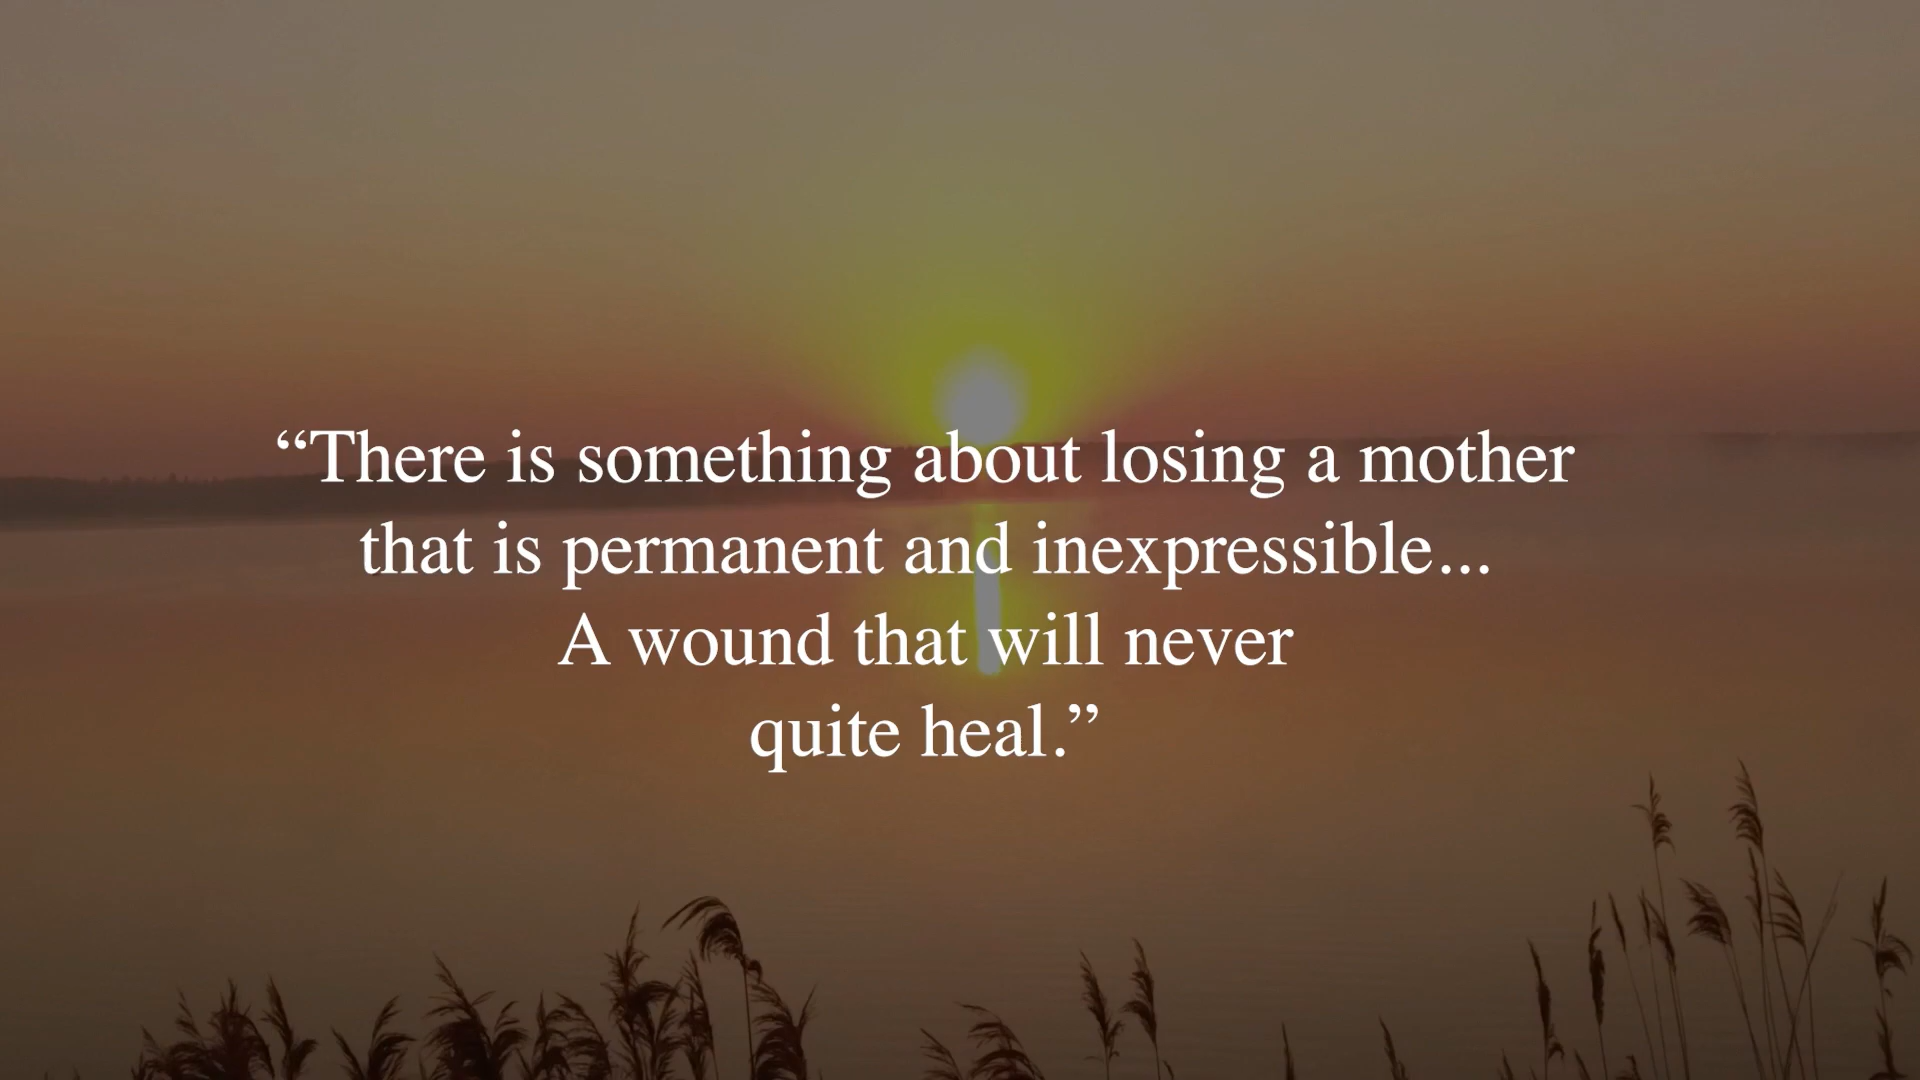 “There is something about losing a mother
that is permanent and inexpressible...
A wound that will never
quite heal.”